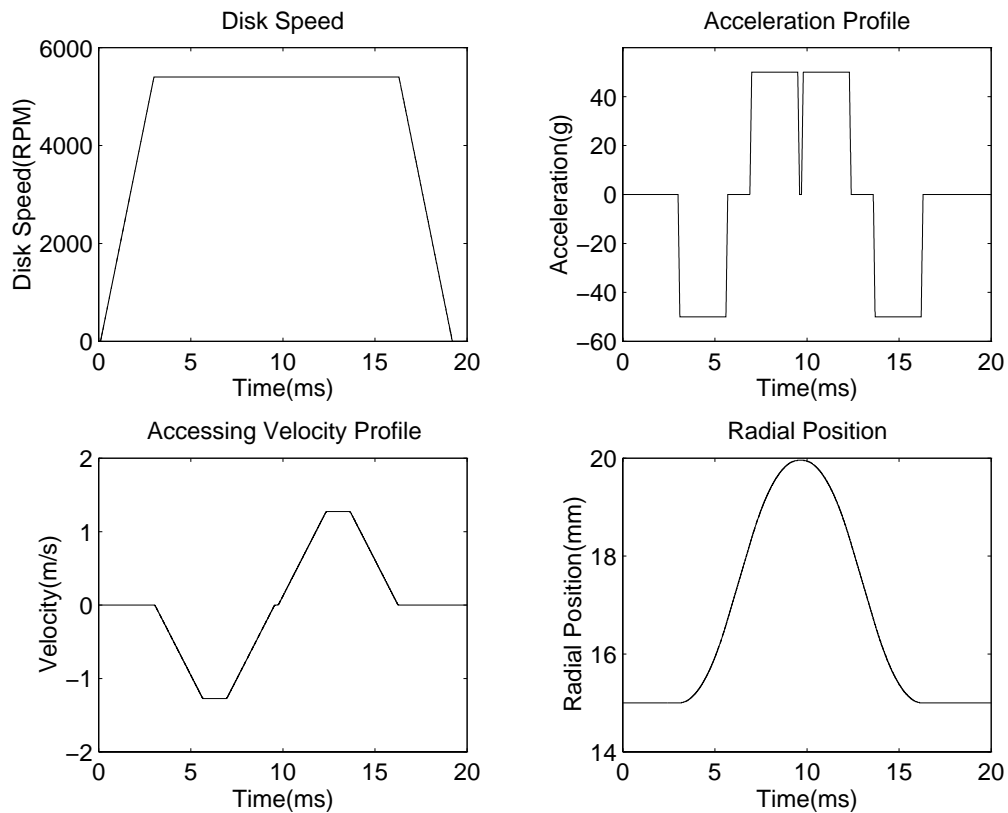 Disk Speed
6000
4000
2000
0
Disk Speed(RPM)
0 5 10 15 20
Time(ms)
Acceleration Profile
40
20
0
−20
−40
−60
Acceleration(g)
0 5 10 15 20
Time(ms)
Accessing Velocity Profile
2
1
0
−1
−2
Velocity(m/s)
0 5 10 15 20
Time(ms)
Radial Position
20
18
16
14
Radial Position(mm)
0 5 10 15 20
Time(ms)